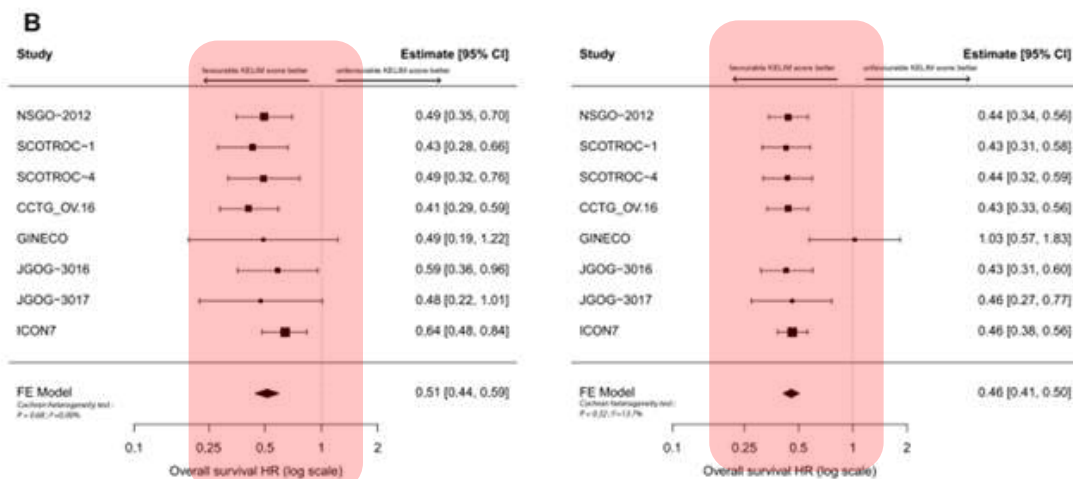 B
Study Estimate [95% CI]
favourable KELIM score better unfavourable KELIM score better
NSGO-2012 0.49 [0.35, 0.70]
SCOTROC-1 0.43 [0.28, 0.66]
SCOTROC-4 0.49 [0.32, 0.76]
CCTG_OV.16 0.41 [0.29, 0.59]
GINECO 0.49 [0.19, 1.22]
JGOG-3016 0.59 [0.36, 0.96]
JGOG-3017 0.48 [0.22, 1.01]
ICON7 0.64 [0.48, 0.84]
FE Model 0.51 [0.44, 0.59]
Cochran heterogeneity test :
0.1 0.25 0.5 1 2
Overall survival HR (log scale)
Study Estimate [95% CI]
favourable KELIM score better unfavourable KELIM score better
NSGO-2012 0.44 [0.34, 0.56]
SCOTROC-1 0.43 [0.31, 0.58]
SCOTROC-4 0.44 [0.32, 0.59]
CCTG_OV.16 0.43 [0.33, 0.56]
GINECO 1.03 [0.57, 1.83]
JGOG-3016 0.43 [0.31, 0.60]
JGOG-3017 0.46 [0.27, 0.77]
ICON7 0.46 [0.38, 0.56]
FE Model 0.46 [0.41, 0.50]
Cochran heterogeneity test :
0.1 0.25 0.5 1 2
Overall survival HR (log scale)